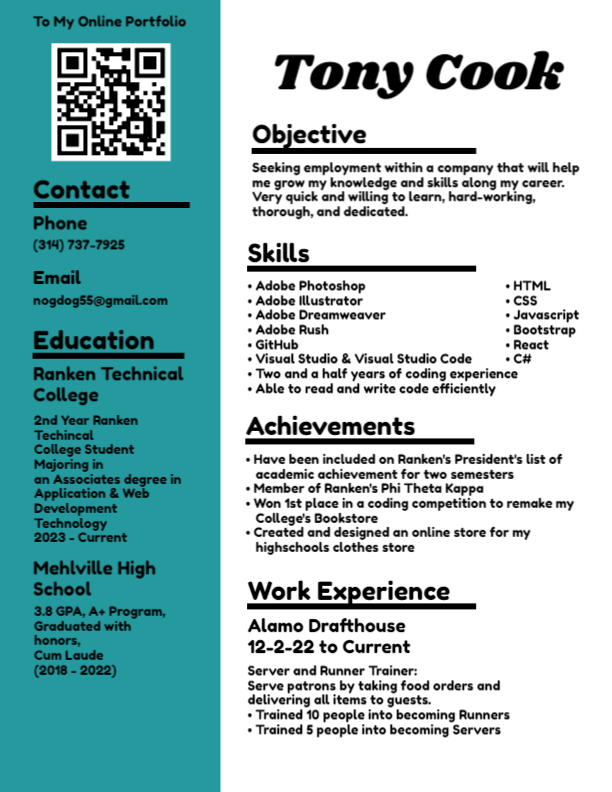 To My Online Portfolio
Contact
Phone
(314) 737-7925
Email
nogdog55@gmail.com
Education
Ranken Technical
College
2nd Year Ranken
Techincal
College Student
Majoring in
an Associates degree in
Application & Web
Development
Technology
2023 - Current
Mehlville High
School
3.8 GPA, A+ Program,
Graduated with
honors,
Cum Laude
(2018 - 2022)
Tony Cook
Objective
Seeking employment within a company that will help
me grow my knowledge and skills along my career.
Very quick and willing to learn, hard-working,
thorough, and dedicated.
Skills
• Adobe Photoshop
• Adobe Illustrator
• Adobe Dreamweaver
• Adobe Rush
• GitHub
• Visual Studio & Visual Studio Code
• Two and a half years of coding experience
• Able to read and write code efficiently
• HTML
• CSS
• Javascript
• Bootstrap
• React
• C#
Achievements
• Have been included on Ranken's President's list of
academic achievement for two semesters
• Member of Ranken's Phi Theta Kappa
• Won 1st place in a coding competition to remake my
College's Bookstore
• Created and designed an online store for my
highschools clothes store
Work Experience
Alamo Drafthouse
12-2-22 to Current
Server and Runner Trainer:
Serve patrons by taking food orders and
delivering all items to guests.
• Trained 10 people into becoming Runners
• Trained 5 people into becoming Servers